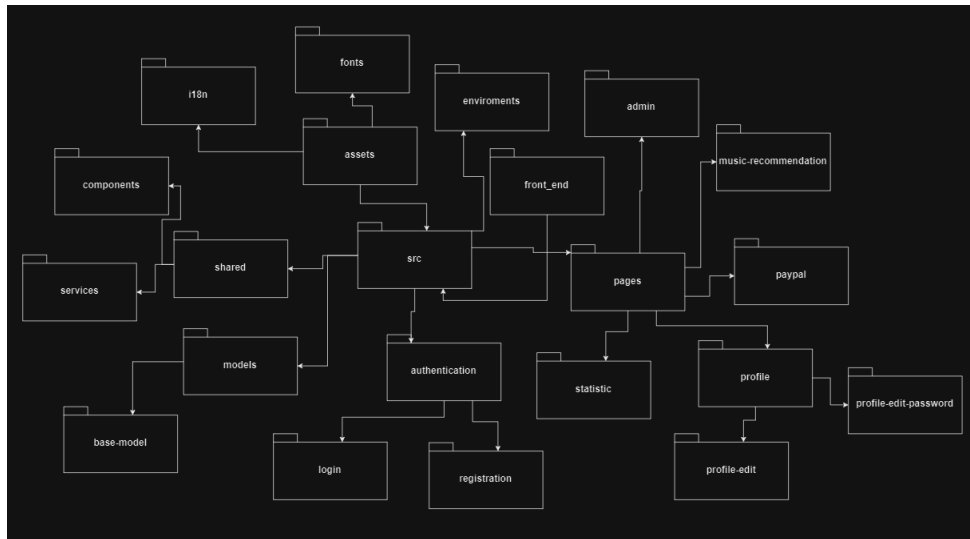 fonts
i18n
enviroments
admin
assets
music-recommendation
components
front_end
shared
src
paypal
pages
services
models
authentication
profile
statistic
profile-edit-password
base-model
login
profile-edit
registration